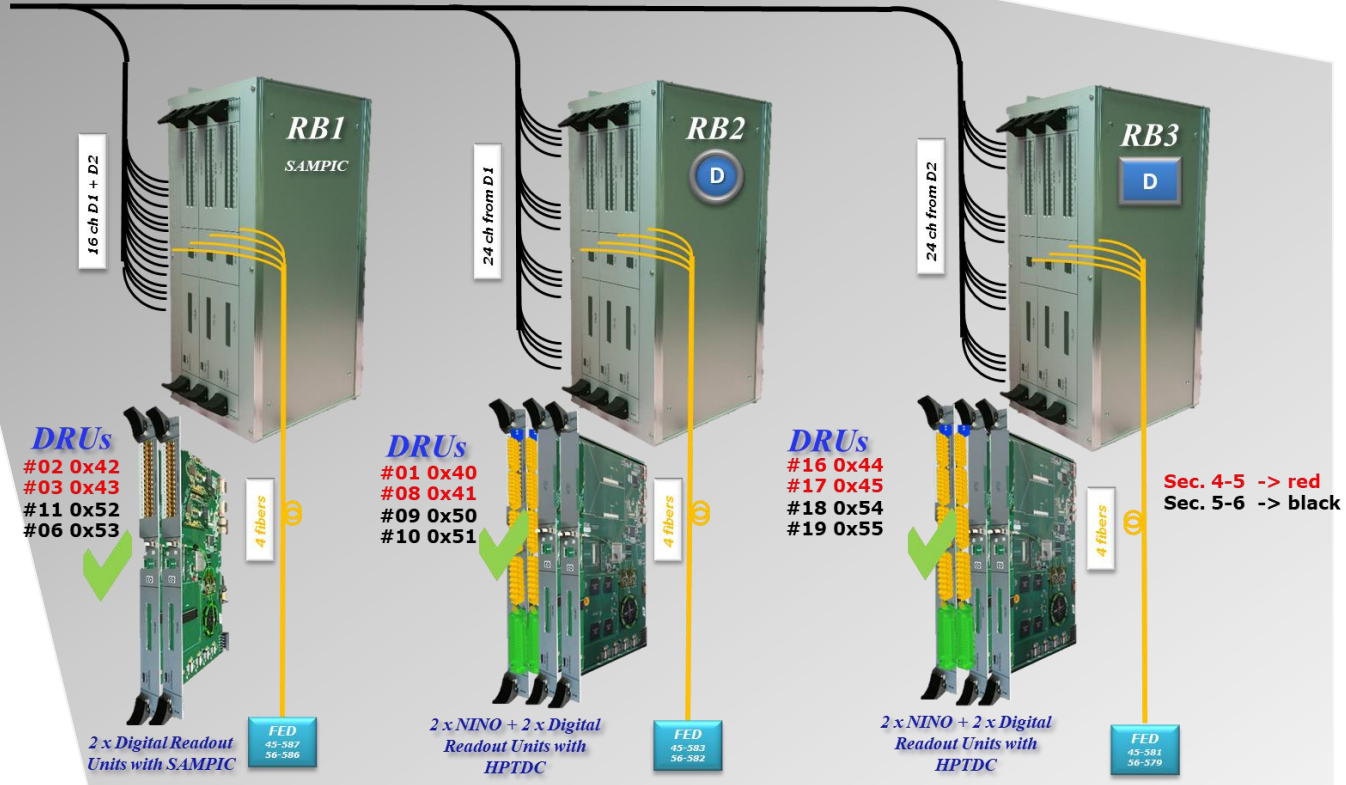 RB1
SAMPIC
16 ch D1 + D2
DRUs
#02 0x42
#03 0x43
#11 0x52
#06 0x53
4 fibers
2 x Digital Readout
Units with SAMPIC
FED
45-587
56-586
RB2
D
24 ch from D1
DRUs
#01 0x40
#08 0x41
#09 0x50
#10 0x51
4 fibers
2 x NINO + 2 x Digital
Readout Units with
HPTDC
FED
45-583
56-582
RB3
D
24 ch from D2
DRUs
#16 0x44
#17 0x45
#18 0x54
#19 0x55
4 fibers
2 x NINO + 2 x Digital
Readout Units with
HPTDC
FED
45-581
56-579
Sec. 4-5 -> red
Sec. 5-6 -> black